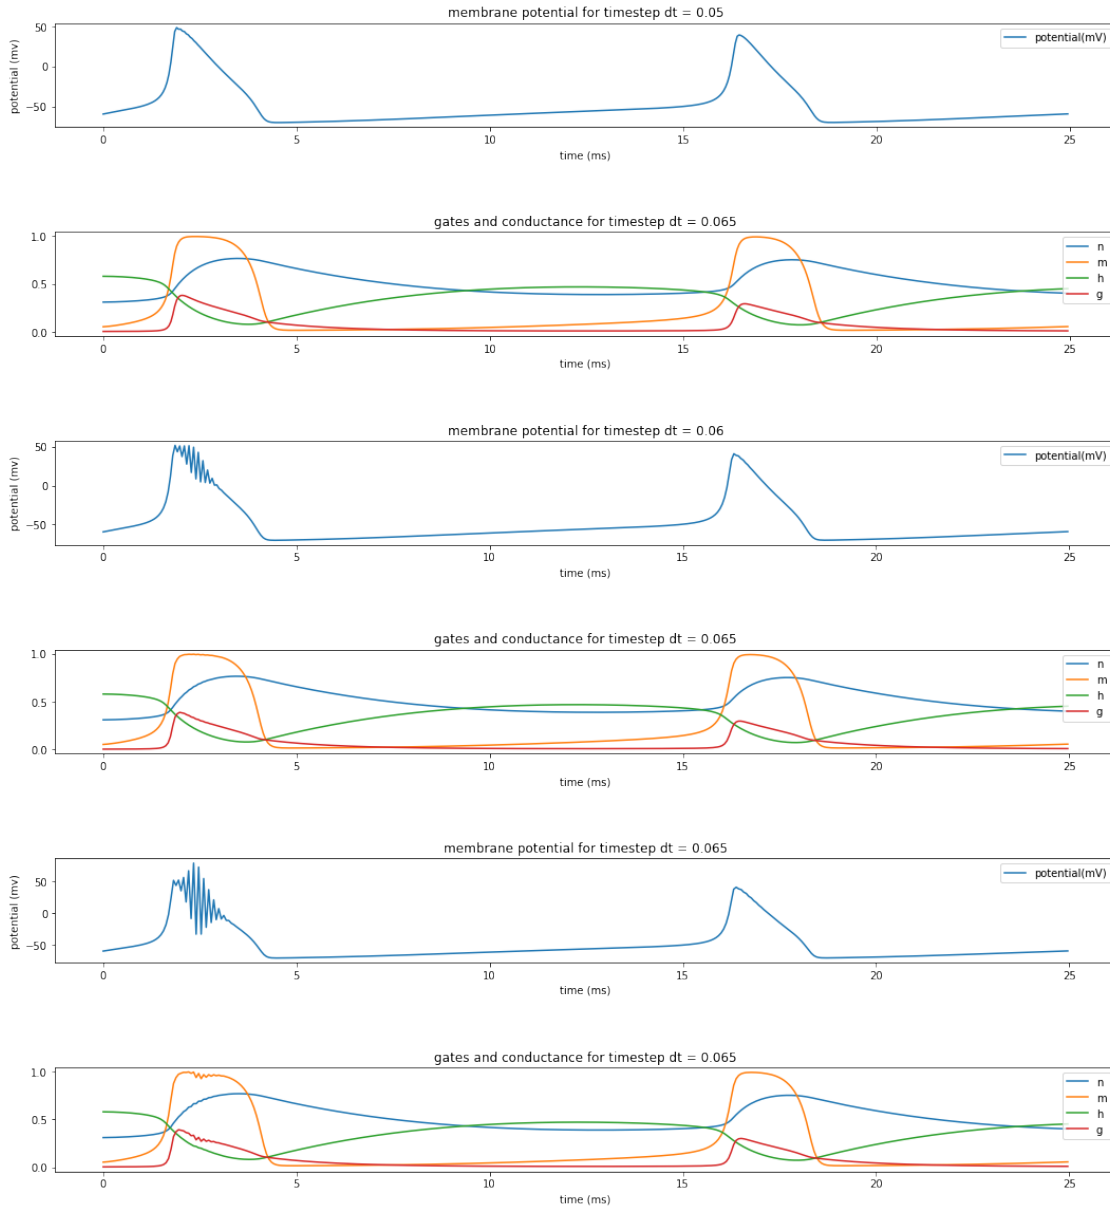 membrane potential for timestep dt = 0.05
potential (mv)
50
0
−50
potential(mV)
0 5 10 15 20 25
time (ms)
gates and conductance for timestep dt = 0.065
1.0
0.5
0.0
n
m
h
g
0 5 10 15 20 25
time (ms)
membrane potential for timestep dt = 0.06
potential (mv)
50
0
−50
potential(mV)
0 5 10 15 20 25
time (ms)
gates and conductance for timestep dt = 0.065
1.0
0.5
0.0
n
m
h
g
0 5 10 15 20 25
time (ms)
membrane potential for timestep dt = 0.065
potential (mv)
50
0
−50
potential(mV)
0 5 10 15 20 25
time (ms)
gates and conductance for timestep dt = 0.065
1.0
0.5
0.0
n
m
h
g
0 5 10 15 20 25
time (ms)